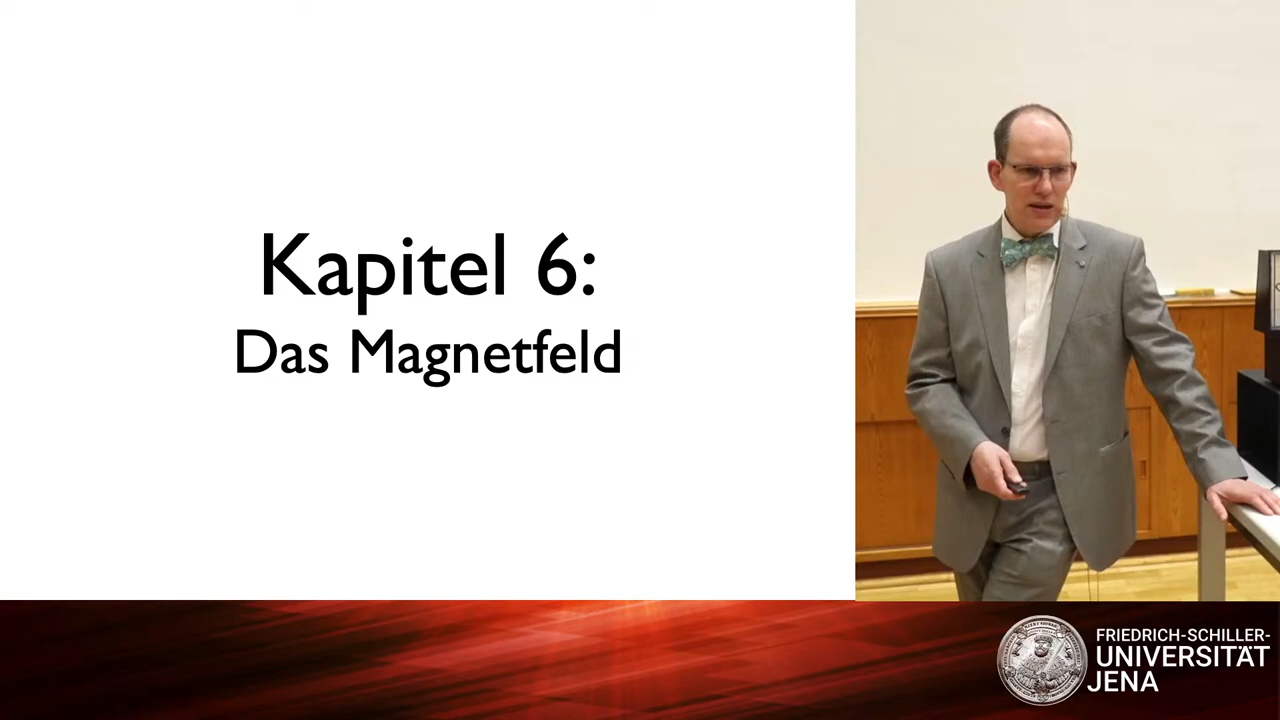 Kapitel 6:
Das Magnetfeld
FRIEDRICH-SCHILLER-
UNIVERSITÄT
JENA